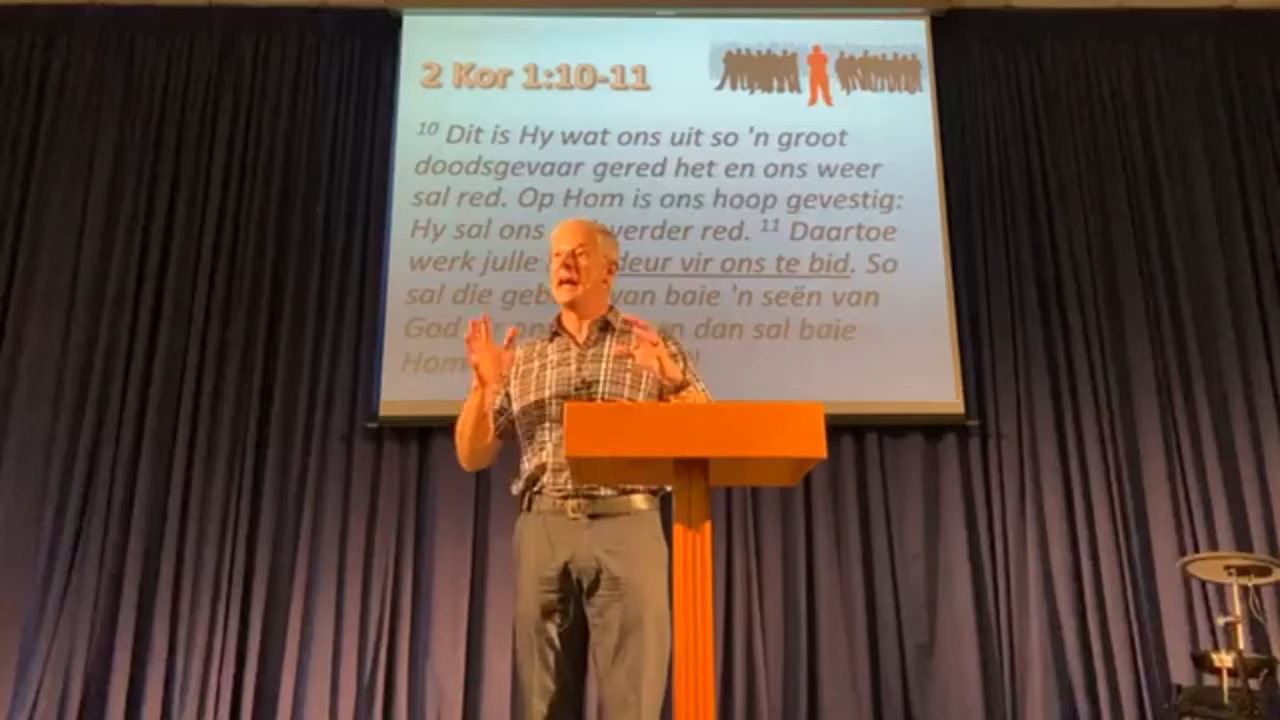 2 Kor 1:10-11
10 Dit is Hy wat ons uit so 'n groot
doodsgevaar gered het en ons weer
sal red. Op Hom is ons hoop gevestig:
Hy sal ons verder red. 11 Daartoe
werk julle deur vir ons te bid. So
sal die van baie 'n seën van
God dan sal baie
Hom